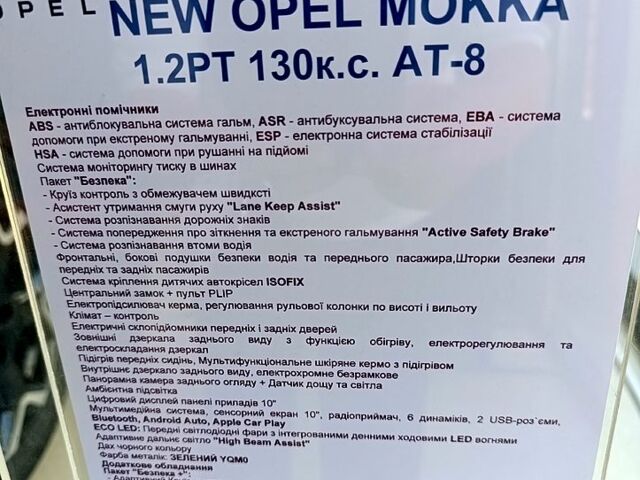 OPEL
NEW OPEL MOKKA
1.2PT 130к.с. АТ-8
Електронні помічники
ABS - антиблокувальна система гальм, ASR - антибуксувальна система, EBA - система
допомоги при екстреному гальмуванні, ESP - електронна система стабілізації
HSA - система допомоги при рушанні на підйомі
Система моніторингу тиску в шинах
Пакет "Безпека":
- Круїз контроль з обмежувачем швидксті
- Асистент утримання смуги руху "Lane Keep Assist"
- Система розпізнавання дорожніх знаків
- Система попередження про зіткнення та екстреного гальмування "Active Safety Brake"
- Система розпізнавання втоми водія
Фронтальні, бокові подушки безпеки водія та переднього пасажира,Шторки безпеки для
передніх та задніх пасажирів
Система кріплення дитячих автокрісел ISOFIX
Центральний замок + пульт PLIP
Електропідсилювач керма, регулювання рульової колонки по висоті і вильоту
Клімат – контроль
Електричні склопідйомники передніх і задніх дверей
Зовнішні дзеркала заднього виду з функцією обігріву, електрорегулювання та
електроскладання дзеркал
Підігрів передніх сидінь, Мультифункціональне шкіряне кермо з підігрівом
Внутрішнє дзеркало заднього виду, електрохромне безрамкове
Панорамна камера заднього огляду + Датчик дощу та світла
Амбієнтна підсвітка
Цифровий дисплей панелі приладів 10"
Мультимедійна система, сенсорний екран 10", радіоприймач, 6 динаміків, 2 USB-роз`єми,
Bluetooth, Android Auto, Apple Car Play
ECO LED: Передні світлодіодні фари з інтегрованими денними ходовими LED вогнями
Адаптивне дальнє світло "High Beam Assist"
Дах чорного кольору
Фарба металік: ЗЕЛЕНИЙ YQM0
Додаткове обладнання
Пакет "Безпека +":
- Адаптивний